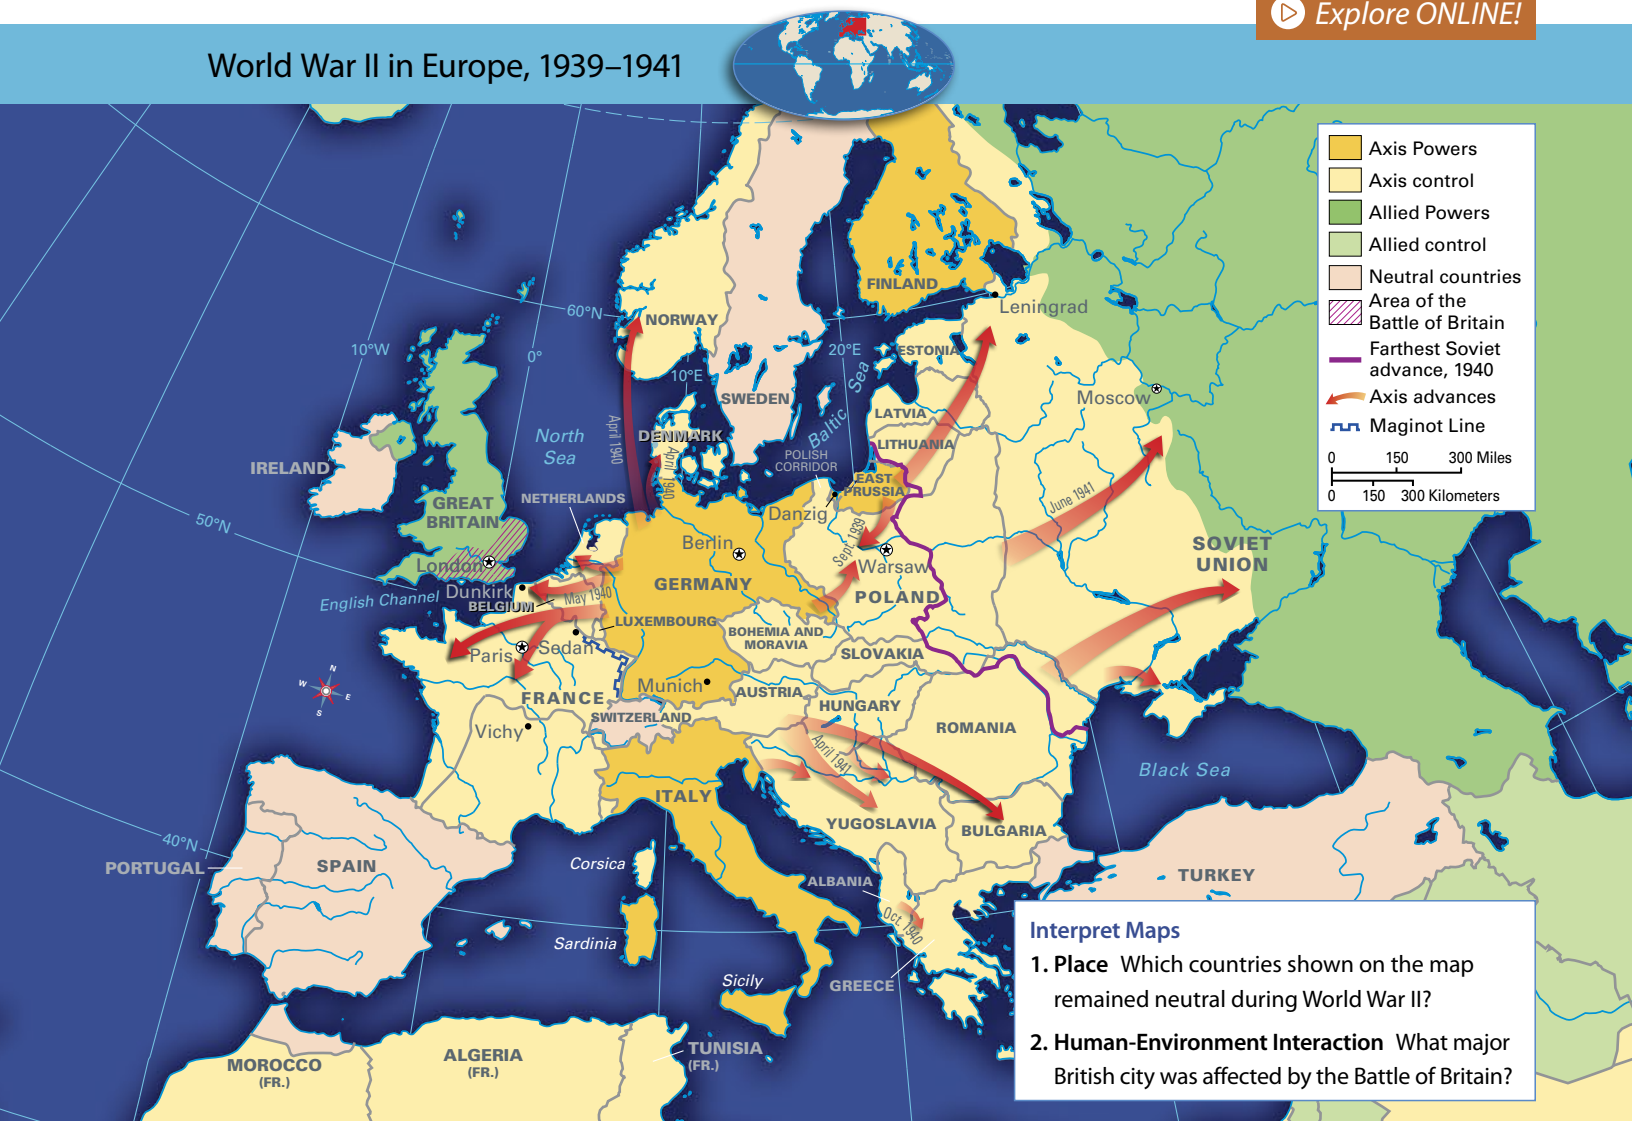 Explore ONLINE!
World War II in Europe, 1939–1941
Axis Powers
Axis control
Allied Powers
Allied control
Neutral countries
Area of the
Battle of Britain
Farthest Soviet
advance, 1940
Axis advances
Maginot Line
0 150 300 Miles
0 150 300 Kilometers
60°N
10°W
0°
10°E
20°E
50°N
40°N
NORWAY
SWEDEN
FINLAND
Leningrad
ESTONIA
LATVIA
LITHUANIA
Moscow
Baltic Sea
North
Sea
DENMARK
April 1940
April 1940
POLISH
CORRIDOR
EAST
PRUSSIA
Danzig
IRELAND
GREAT
BRITAIN
London
NETHERLANDS
Berlin
GERMANY
Sept. 1939
Warsaw
POLAND
June 1941
SOVIET
UNION
English Channel
Dunkirk
BELGIUM
May 1940
LUXEMBOURG
Paris
Sedan
BOHEMIA AND
MORAVIA
SLOVAKIA
Munich
AUSTRIA
HUNGARY
FRANCE
SWITZERLAND
Vichy
ROMANIA
April 1941
N
W
E
S
Black Sea
ITALY
YUGOSLAVIA
BULGARIA
PORTUGAL
SPAIN
Corsica
Sardinia
Sicily
ALBANIA
Oct. 1940
GREECE
TURKEY
MOROCCO
(FR.)
ALGERIA
(FR.)
TUNISIA
(FR.)
Interpret Maps
1. Place Which countries shown on the map
remained neutral during World War II?
2. Human-Environment Interaction What major
British city was affected by the Battle of Britain?